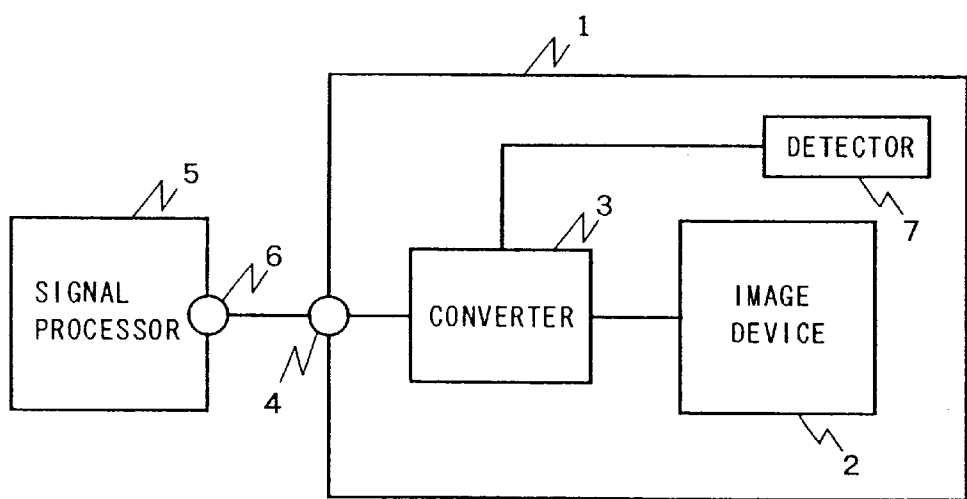 1
DETECTOR
7
5
SIGNAL
PROCESSOR
6
4
3
CONVERTER
IMAGE
DEVICE
2